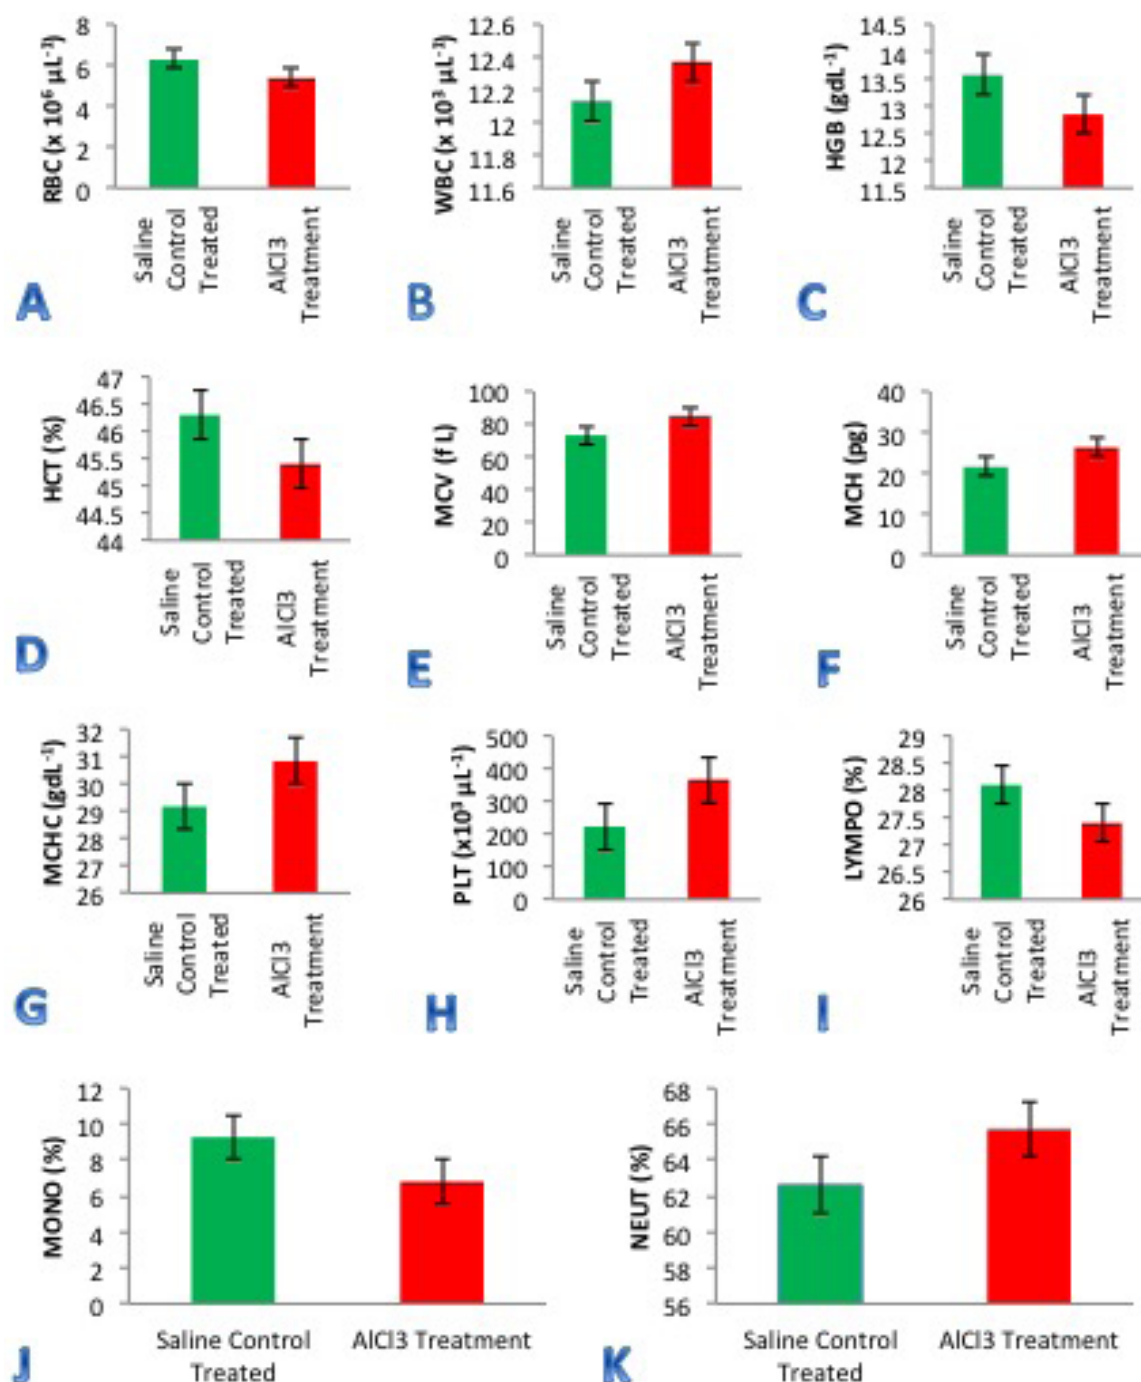 RBC (x 10⁶ µL⁻¹)
8
6
4
2
0
Saline
Control
Treated
AlCl3
Treatment
A
WBC (x 10³ µL⁻¹)
12.6
12.4
12.2
12
11.8
11.6
Saline
Control
Treated
AlCl3
Treatment
B
HGB (gdL⁻¹)
14.5
14
13.5
13
12.5
12
11.5
Saline
Control
Treated
AlCl3
Treatment
C
HCT (%)
47
46.5
46
45.5
45
44.5
44
Saline
Control
Treated
AlCl3
Treatment
D
MCV (f L)
100
80
60
40
20
0
Saline
Control
Treated
AlCl3
Treatment
E
MCH (pg)
40
30
20
10
0
Saline
Control
Treated
AlCl3
Treatment
F
MCHC (gdL⁻¹)
32
31
30
29
28
27
26
Saline
Control
Treated
AlCl3
Treatment
G
PLT (x10³ µL⁻¹)
500
400
300
200
100
0
Saline
Control
Treated
AlCl3
Treatment
H
LYMPO (%)
29
28.5
28
27.5
27
26.5
26
Saline
Control
Treated
AlCl3
Treatment
I
MONO (%)
12
10
8
6
4
2
0
Saline Control
Treated
AlCl3 Treatment
J
NEUT (%)
68
66
64
62
60
58
56
Saline Control
Treated
AlCl3 Treatment
K